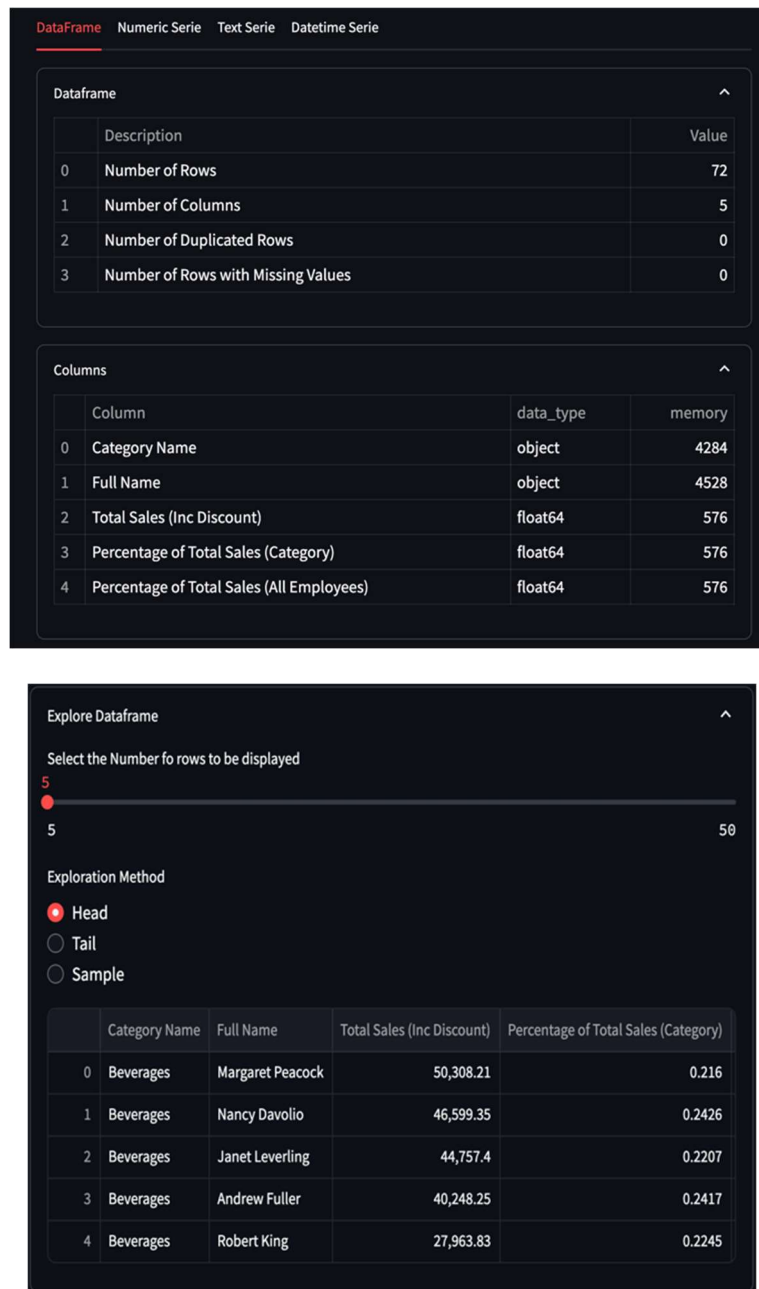 DataFrame Numeric Serie Text Serie Datetime Serie
Dataframe
Description Value
0 Number of Rows 72
1 Number of Columns 5
2 Number of Duplicated Rows 0
3 Number of Rows with Missing Values 0
Columns
Column data_type memory
0 Category Name object 4284
1 Full Name object 4528
2 Total Sales (Inc Discount) float64 576
3 Percentage of Total Sales (Category) float64 576
4 Percentage of Total Sales (All Employees) float64 576
Explore Dataframe
Select the Number fo rows to be displayed
5
5 50
Exploration Method
Head
Tail
Sample
Category Name Full Name Total Sales (Inc Discount) Percentage of Total Sales (Category)
0 Beverages Margaret Peacock 50,308.21 0.216
1 Beverages Nancy Davolio 46,599.35 0.2426
2 Beverages Janet Leverling 44,757.4 0.2207
3 Beverages Andrew Fuller 40,248.25 0.2417
4 Beverages Robert King 27,963.83 0.2245